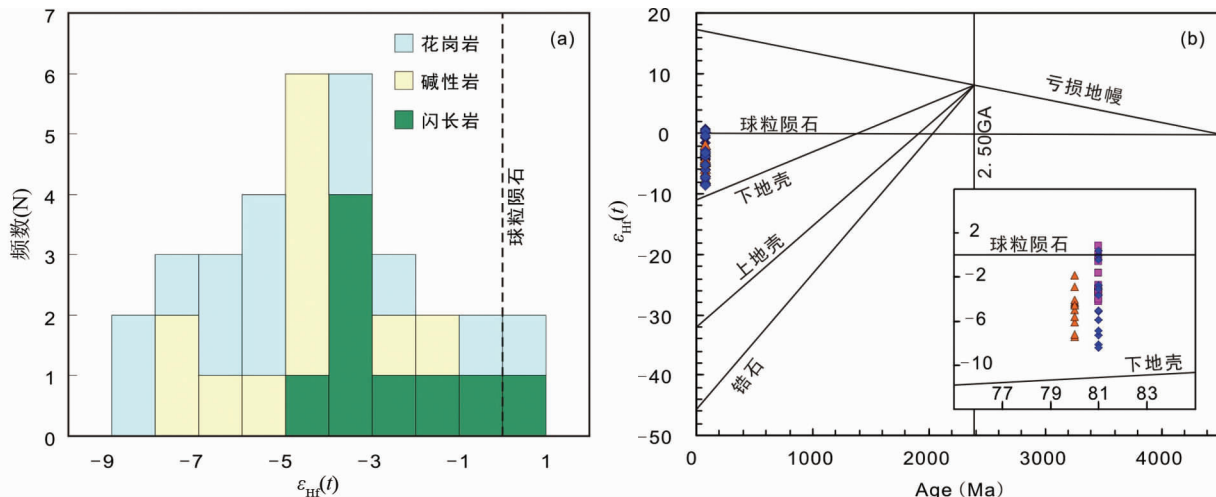 (a)
花岗岩
碱性岩
闪长岩
球粒陨石
频数(N)
7
6
5
4
3
2
1
0
−9
−7
−5
−3
−1
1
εHf(t)
(b)
亏损地幔
球粒陨石
2. 50GA
下地壳
上地壳
锆石
εHf(t)
20
10
0
−10
−20
−30
−40
−50
0
1000
2000
3000
4000
Age (Ma)
2
−2
−6
−10
球粒陨石
下地壳
77
79
81
83